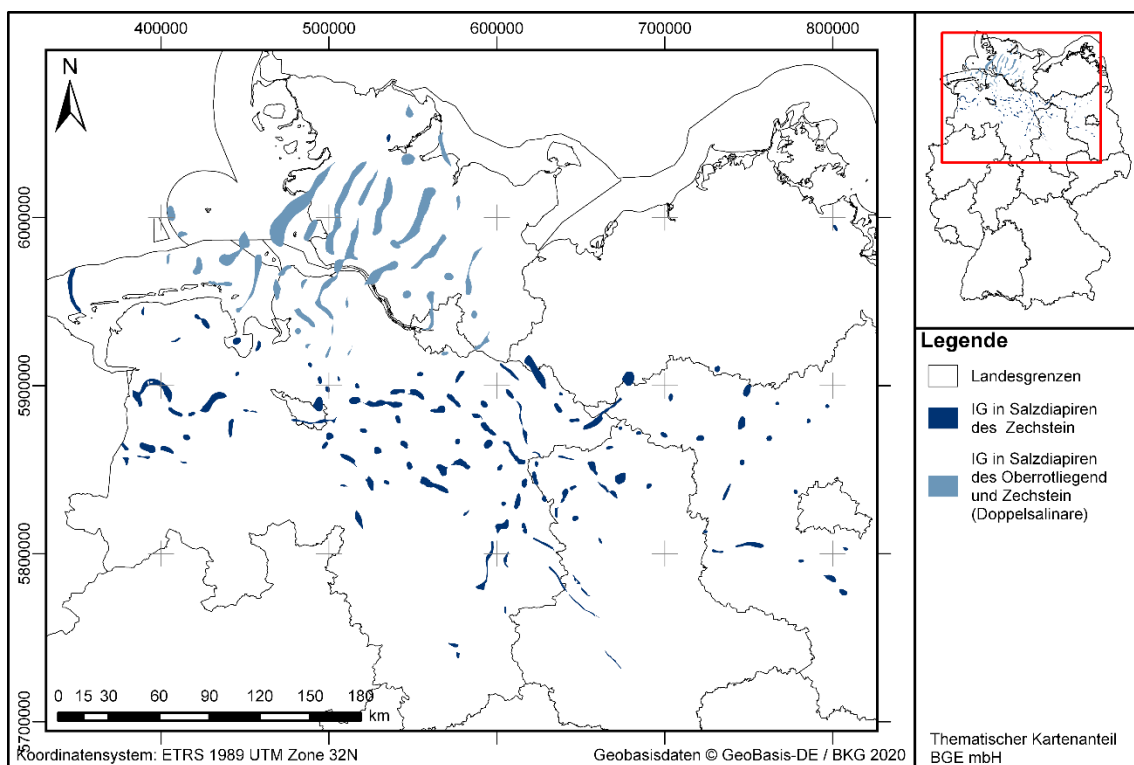 400000 500000 600000 700000 800000
N
6000000
5900000
5800000
5700000
0 15 30 60 90 120 150 180
km
Koordinatensystem: ETRS 1989 UTM Zone 32N
Geobasisdaten © GeoBasis-DE / BKG 2020
Legende
Landesgrenzen
IG in Salzdiapiren
des Zechstein
IG in Salzdiapiren
des Oberrotliegend
und Zechstein
(Doppelsalinare)
Thematischer Kartenanteil
BGE mbH